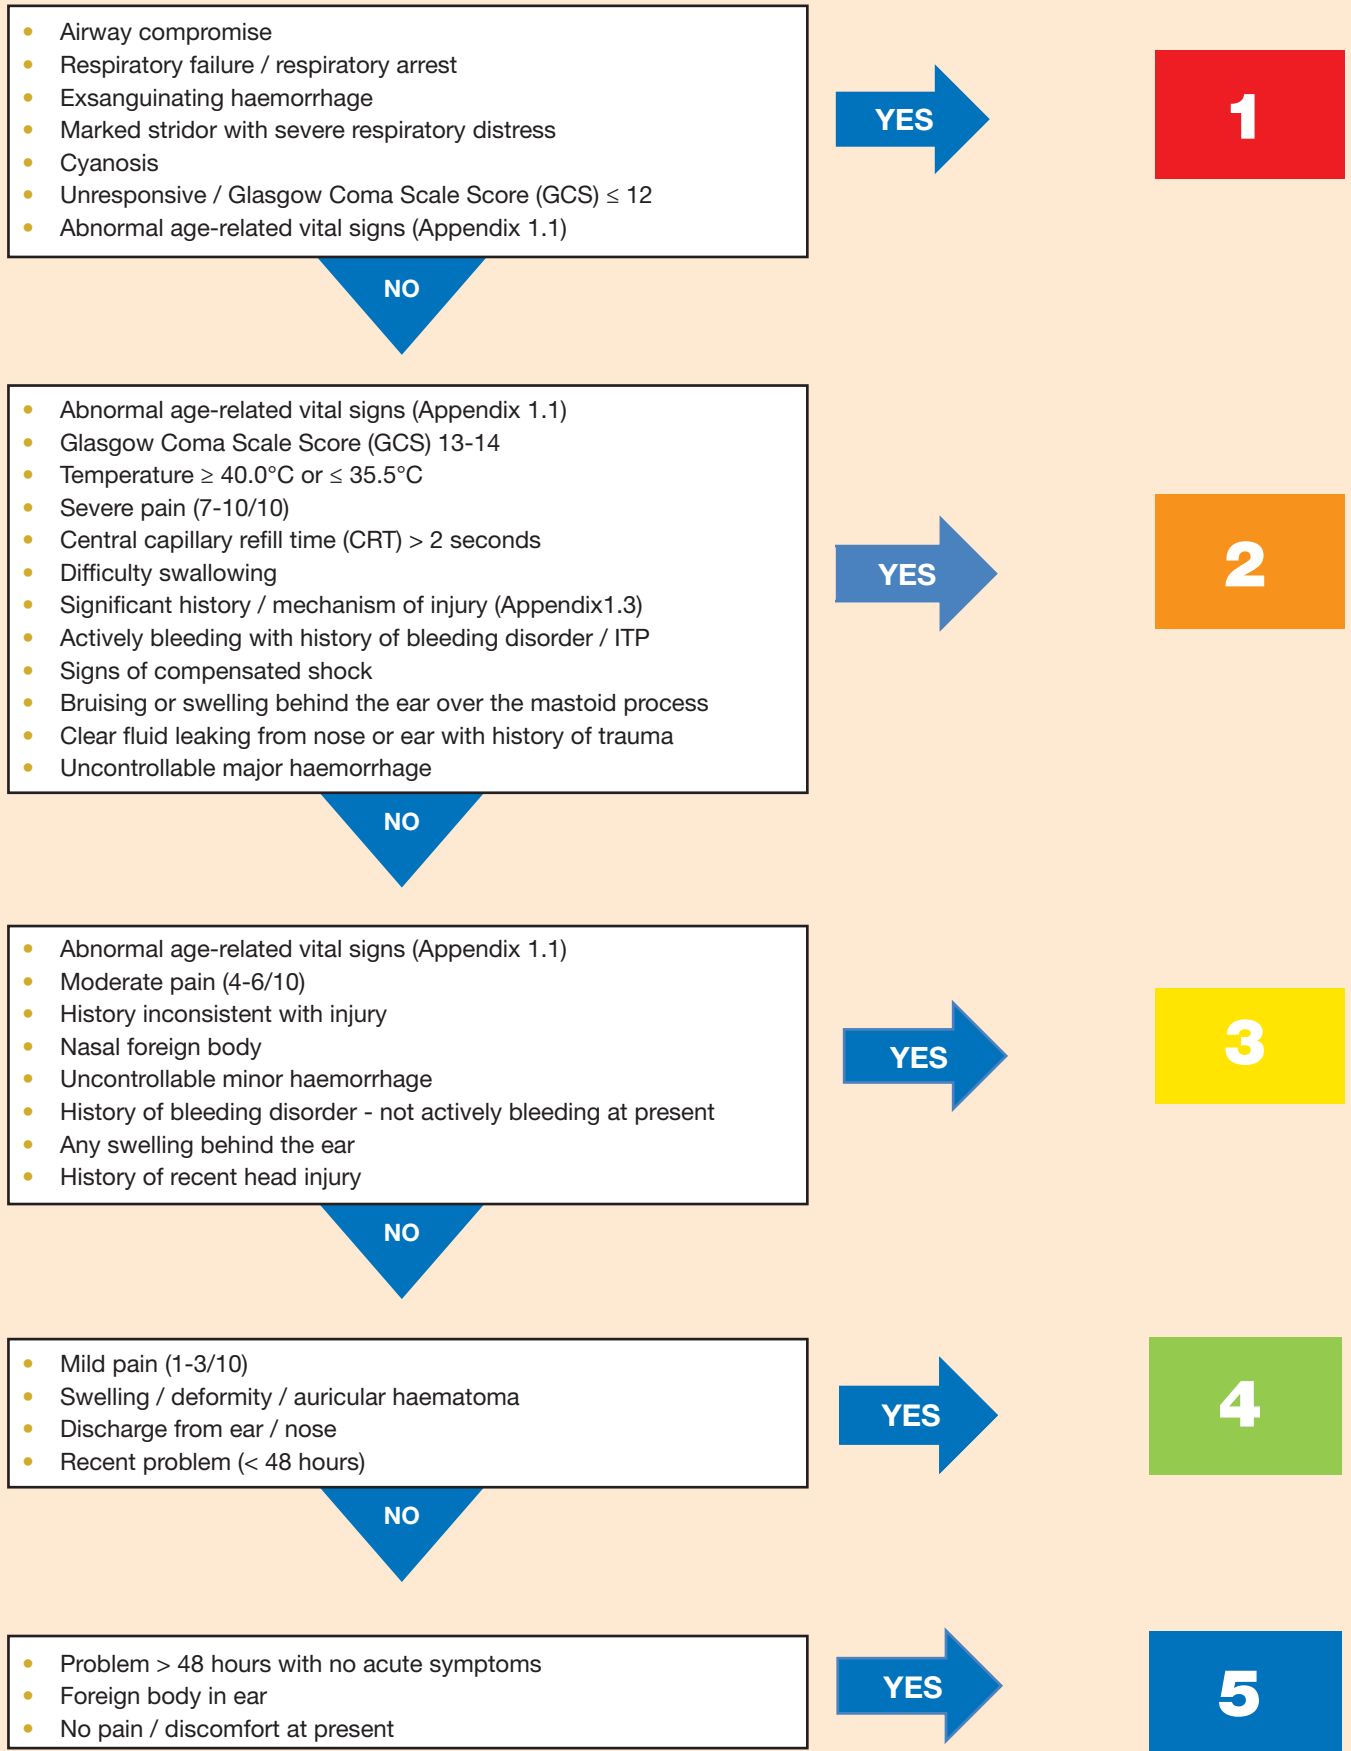 • Airway compromise
• Respiratory failure / respiratory arrest
• Exsanguinating haemorrhage
• Marked stridor with severe respiratory distress
• Cyanosis
• Unresponsive / Glasgow Coma Scale Score (GCS) ≤ 12
• Abnormal age-related vital signs (Appendix 1.1)
YES
1
NO
• Abnormal age-related vital signs (Appendix 1.1)
• Glasgow Coma Scale Score (GCS) 13-14
• Temperature ≥ 40.0°C or ≤ 35.5°C
• Severe pain (7-10/10)
• Central capillary refill time (CRT) > 2 seconds
• Difficulty swallowing
• Significant history / mechanism of injury (Appendix1.3)
• Actively bleeding with history of bleeding disorder / ITP
• Signs of compensated shock
• Bruising or swelling behind the ear over the mastoid process
• Clear fluid leaking from nose or ear with history of trauma
• Uncontrollable major haemorrhage
YES
2
NO
• Abnormal age-related vital signs (Appendix 1.1)
• Moderate pain (4-6/10)
• History inconsistent with injury
• Nasal foreign body
• Uncontrollable minor haemorrhage
• History of bleeding disorder - not actively bleeding at present
• Any swelling behind the ear
• History of recent head injury
YES
3
NO
• Mild pain (1-3/10)
• Swelling / deformity / auricular haematoma
• Discharge from ear / nose
• Recent problem (< 48 hours)
YES
4
NO
• Problem > 48 hours with no acute symptoms
• Foreign body in ear
• No pain / discomfort at present
YES
5